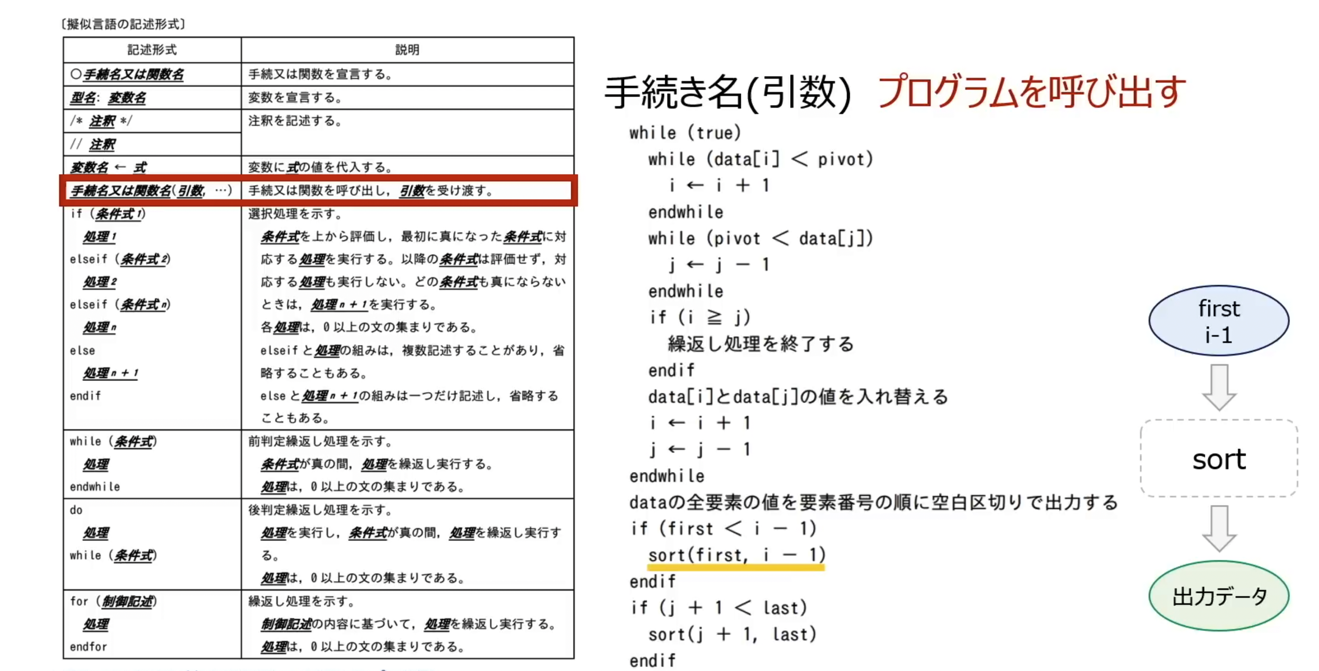 〔擬似言語の記述形式〕
記述形式 説明
○手続名又は関数名 手続又は関数を宣言する。
型名: 変数名 変数を宣言する。
/* 注釈 */ 注釈を記述する。
// 注釈
変数名 ← 式 変数に式の値を代入する。
手続名又は関数名(引数, …) 手続又は関数を呼び出し，引数を受け渡す。
if (条件式1) 選択処理を示す。
処理1 条件式を上から評価し，最初に真になった条件式に対
elseif (条件式2) 応する処理を実行する。以降の条件式は評価せず，対
処理2 応する処理も実行しない。どの条件式も真にならない
elseif (条件式n) ときは，処理n+1を実行する。
処理n 各処理は，0以上の文の集まりである。
else elseifと処理の組みは，複数記述することがあり，省
処理n+1 略することもある。
endif elseと処理n+1の組みは一つだけ記述し，省略する
こともある。
while (条件式) 前判定繰返し処理を示す。
処理 条件式が真の間，処理を繰返し実行する。
endwhile 処理は，0以上の文の集まりである。
do 後判定繰返し処理を示す。
処理 処理を実行し，条件式が真の間，処理を繰返し実行す
while (条件式) る。
処理は，0以上の文の集まりである。
for (制御記述) 繰返し処理を示す。
処理 制御記述の内容に基づいて，処理を繰返し実行する。
endfor 処理は，0以上の文の集まりである。
手続き名(引数) プログラムを呼び出す
while (true)
while (data[i] < pivot)
i ← i + 1
endwhile
while (pivot < data[j])
j ← j － 1
endwhile
if (i ≧ j)
繰返し処理を終了する
endif
data[i]とdata[j]の値を入れ替える
i ← i + 1
j ← j － 1
endwhile
dataの全要素の値を要素番号の順に空白区切りで出力する
if (first < i － 1)
sort(first, i － 1)
endif
if (j + 1 < last)
sort(j + 1, last)
endif
first
i-1
sort
出力データ